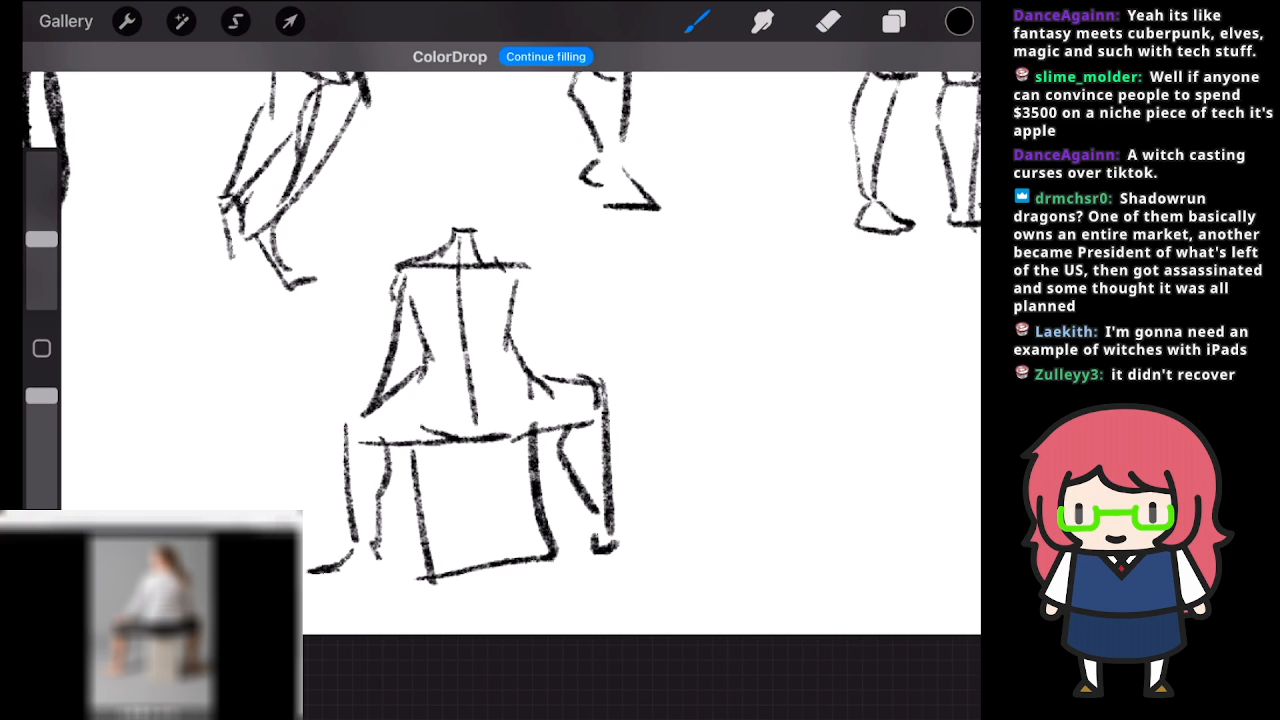 Gallery
ColorDrop Continue filling
DanceAgainn: Yeah its like
fantasy meets cuberpunk, elves,
magic and such with tech stuff.
slime_molder: Well if anyone
can convince people to spend
$3500 on a niche piece of tech it's
apple
DanceAgainn: A witch casting
curses over tiktok.
drmchsr0: Shadowrun
dragons? One of them basically
owns an entire market, another
became President of what's left
of the US, then got assassinated
and some thought it was all
planned
Laekith: I'm gonna need an
example of witches with iPads
Zulleyy3: it didn't recover